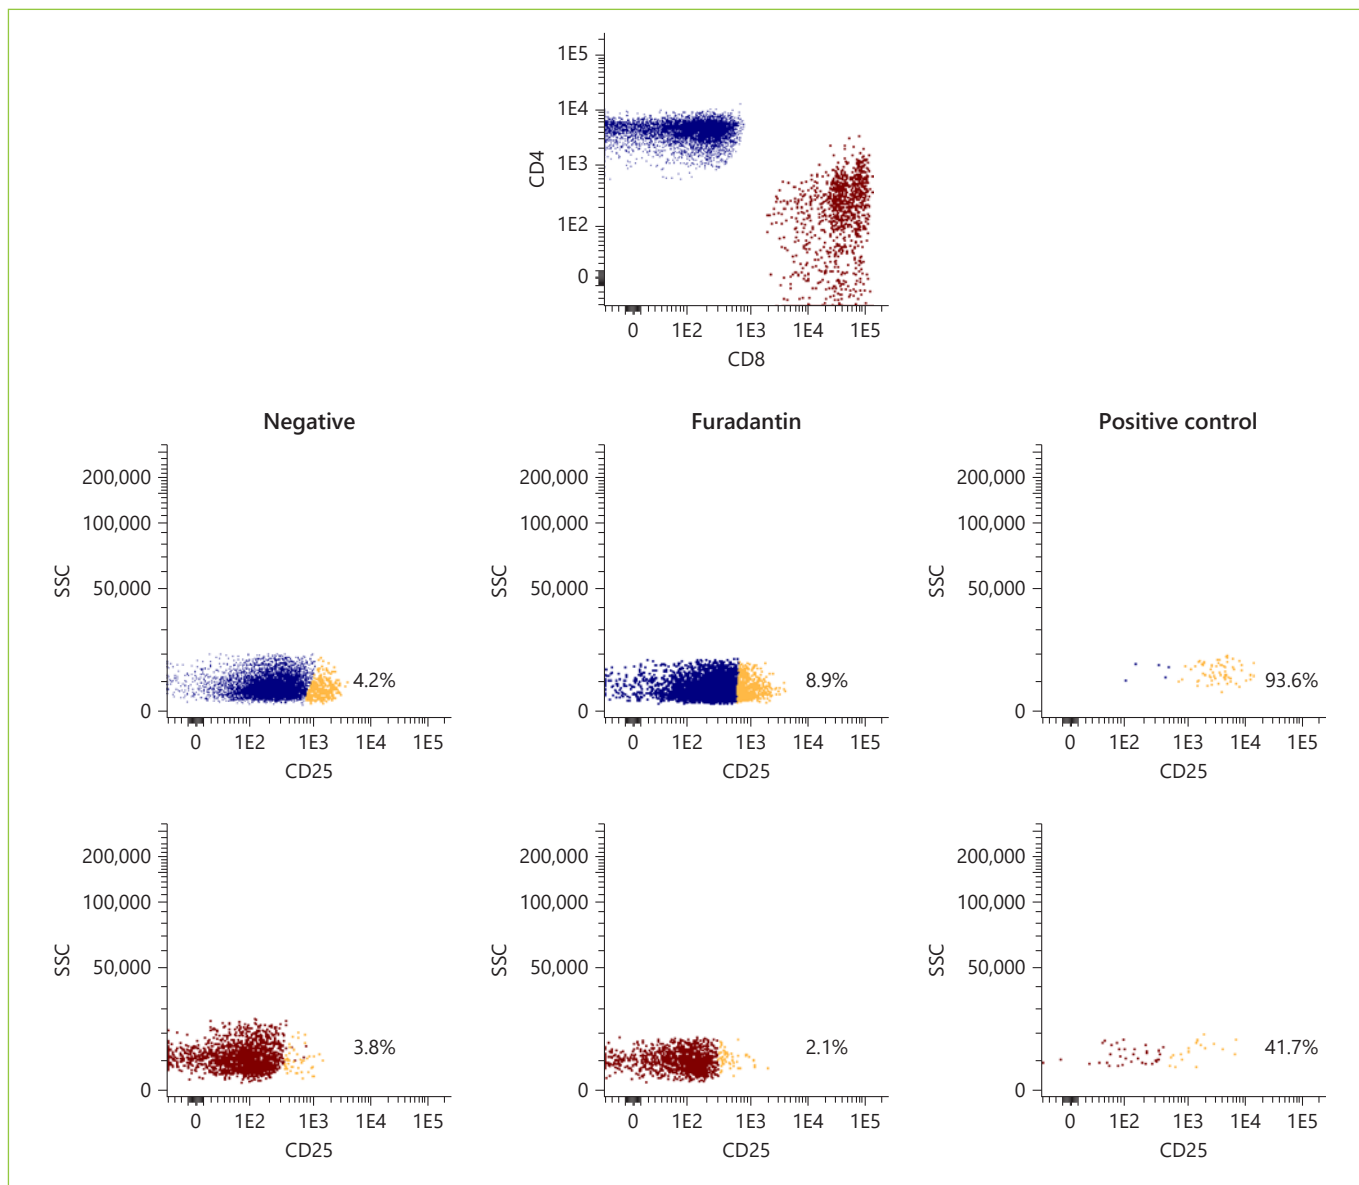 1E5
1E4
1E3
1E2
0
CD4
0 1E2 1E3 1E4 1E5
CD8
Negative Furadantin Positive control
200,000 200,000 200,000
100,000 100,000 100,000
50,000 50,000 50,000
SSC SSC SSC
4.2% 8.9% 93.6%
0 0 0
0 1E2 1E3 1E4 1E5 0 1E2 1E3 1E4 1E5 0 1E2 1E3 1E4 1E5
CD25 CD25 CD25
200,000 200,000 200,000
100,000 100,000 100,000
50,000 50,000 50,000
SSC SSC SSC
3.8% 2.1% 41.7%
0 0 0
0 1E2 1E3 1E4 1E5 0 1E2 1E3 1E4 1E5 0 1E2 1E3 1E4 1E5
CD25 CD25 CD25